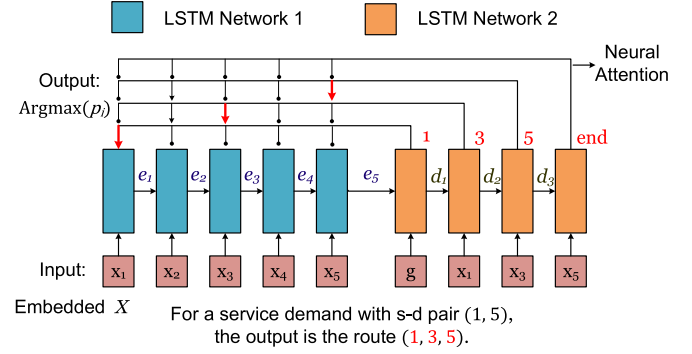 LSTM Network 1
LSTM Network 2
Output:
Argmax(pᵢ)
Neural
Attention
1 3 5 end
e₁ e₂ e₃ e₄ e₅ d₁ d₂ d₃
Input: x₁ x₂ x₃ x₄ x₅ g x₁ x₃ x₅
Embedded X
For a service demand with s-d pair (1, 5),
the output is the route (1, 3, 5).